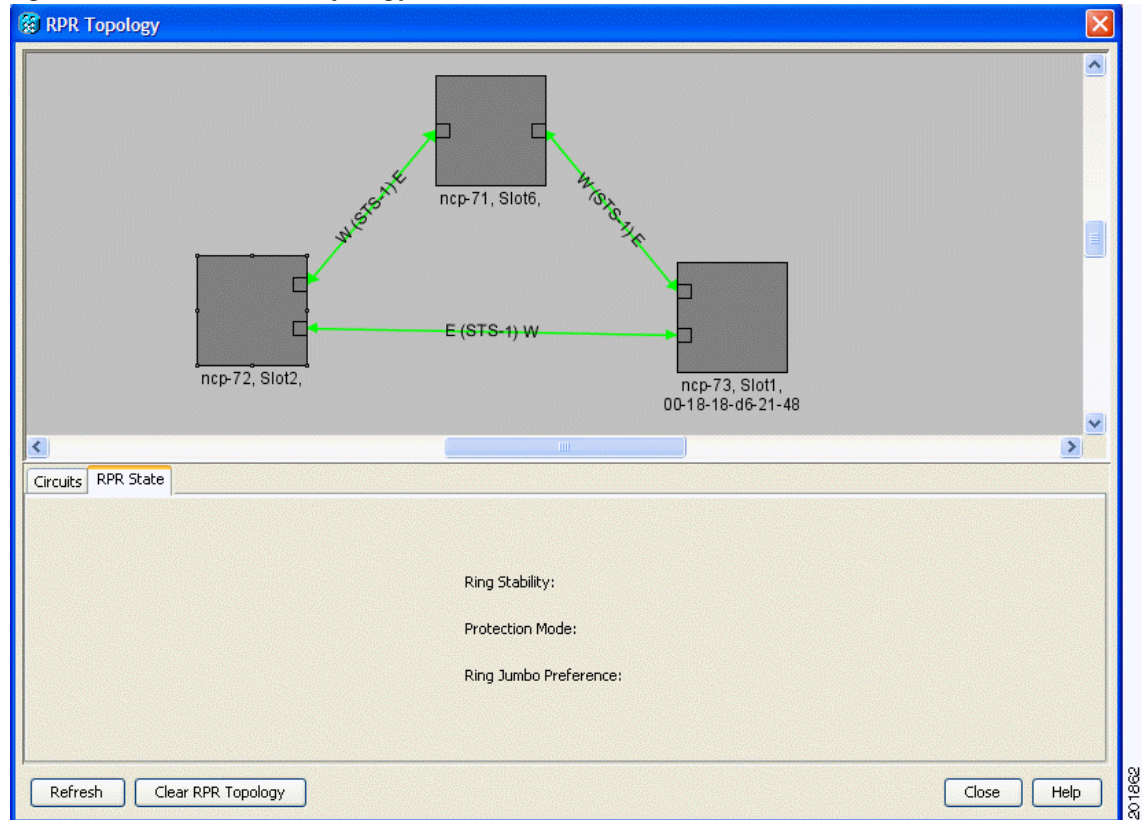 RPR Topology
ncp-71, Slot6,
W (STS-1) E
W (STS-1) E
E (STS-1) W
ncp-72, Slot2,
ncp-73, Slot1,
00-18-18-d6-21-48
Circuits RPR State
Ring Stability:
Protection Mode:
Ring Jumbo Preference:
Refresh Clear RPR Topology Close Help
201862